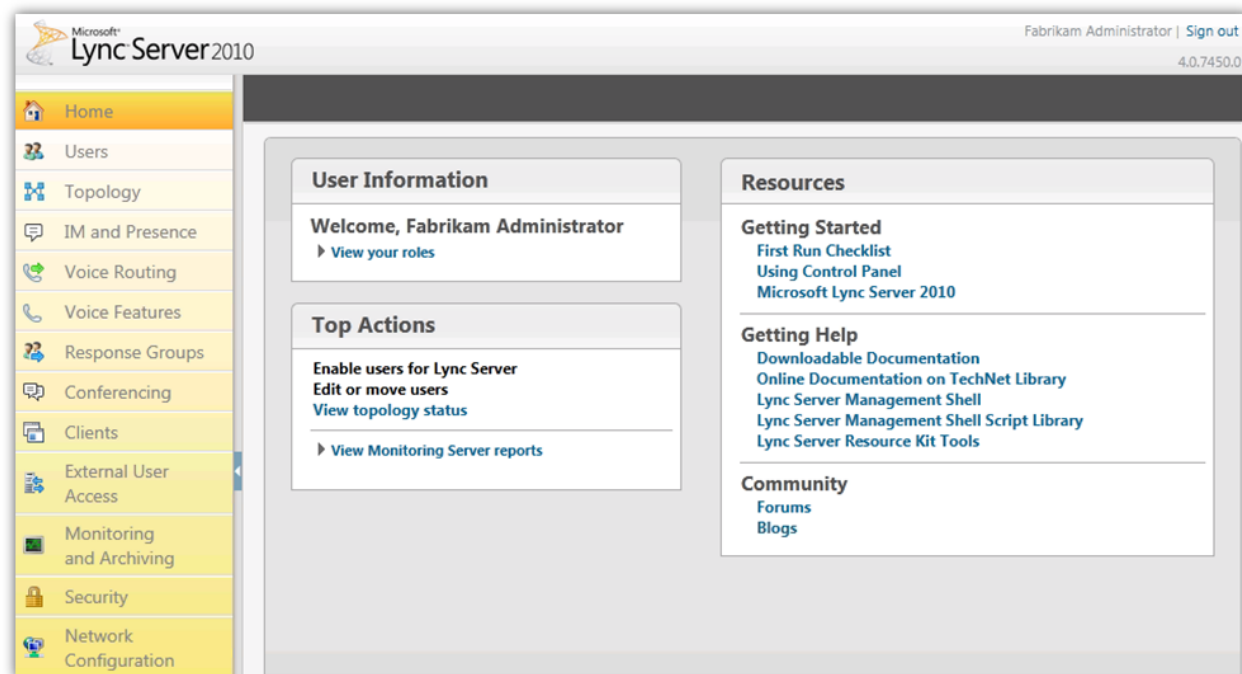 Microsoft®
Lync Server 2010
Fabrikam Administrator | Sign out
4.0.7450.0
Home
Users
Topology
IM and Presence
Voice Routing
Voice Features
Response Groups
Conferencing
Clients
External User
Access
Monitoring
and Archiving
Security
Network
Configuration
User Information
Welcome, Fabrikam Administrator
View your roles
Top Actions
Enable users for Lync Server
Edit or move users
View topology status
View Monitoring Server reports
Resources
Getting Started
First Run Checklist
Using Control Panel
Microsoft Lync Server 2010
Getting Help
Downloadable Documentation
Online Documentation on TechNet Library
Lync Server Management Shell
Lync Server Management Shell Script Library
Lync Server Resource Kit Tools
Community
Forums
Blogs